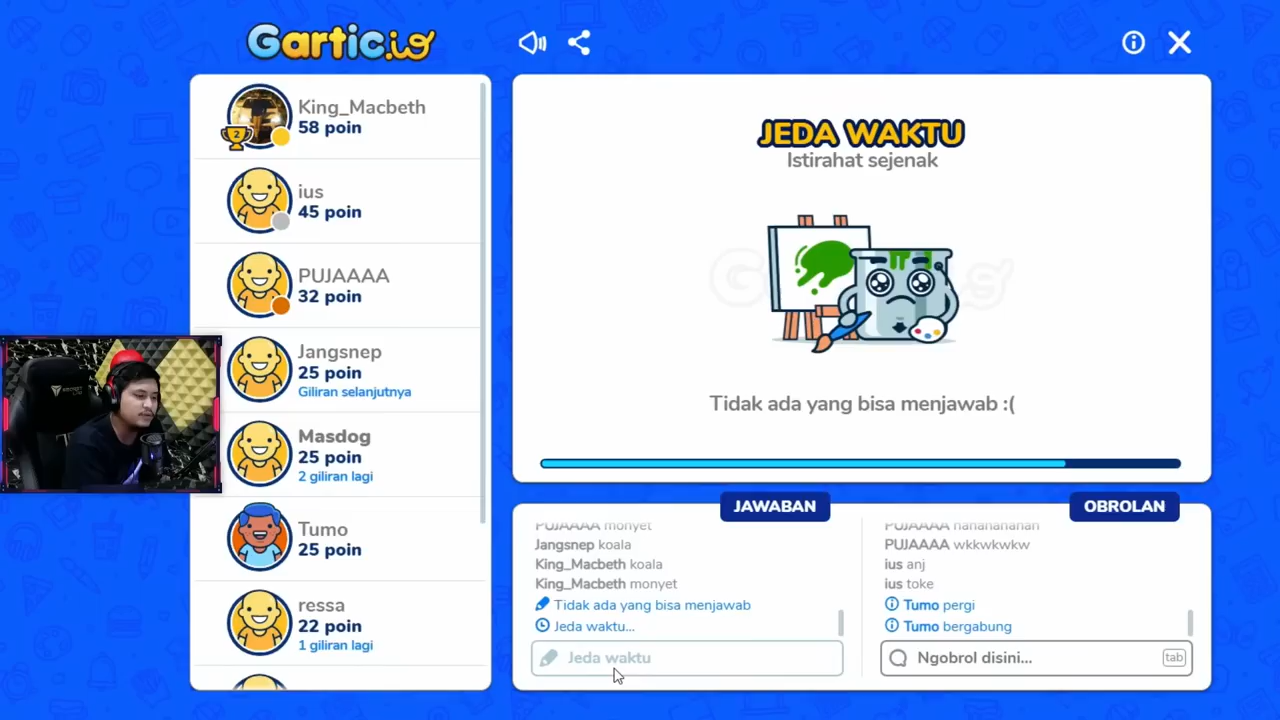 Gartic.io
King_Macbeth
58 poin
2
ius
45 poin
PUJAAAA
32 poin
Jangsnep
25 poin
Giliran selanjutnya
Masdog
25 poin
2 giliran lagi
Tumo
25 poin
ressa
22 poin
1 giliran lagi
JEDA WAKTU
Istirahat sejenak
Tidak ada yang bisa menjawab :(
JAWABAN
PUJAAAA monyet
Jangsnep koala
King_Macbeth koala
King_Macbeth monyet
Tidak ada yang bisa menjawab
Jeda waktu...
Jeda waktu
OBROLAN
PUJAAAA hahahahahah
PUJAAAA wkkwkwkw
ius anj
ius toke
Tumo pergi
Tumo bergabung
Ngobrol disini...
tab